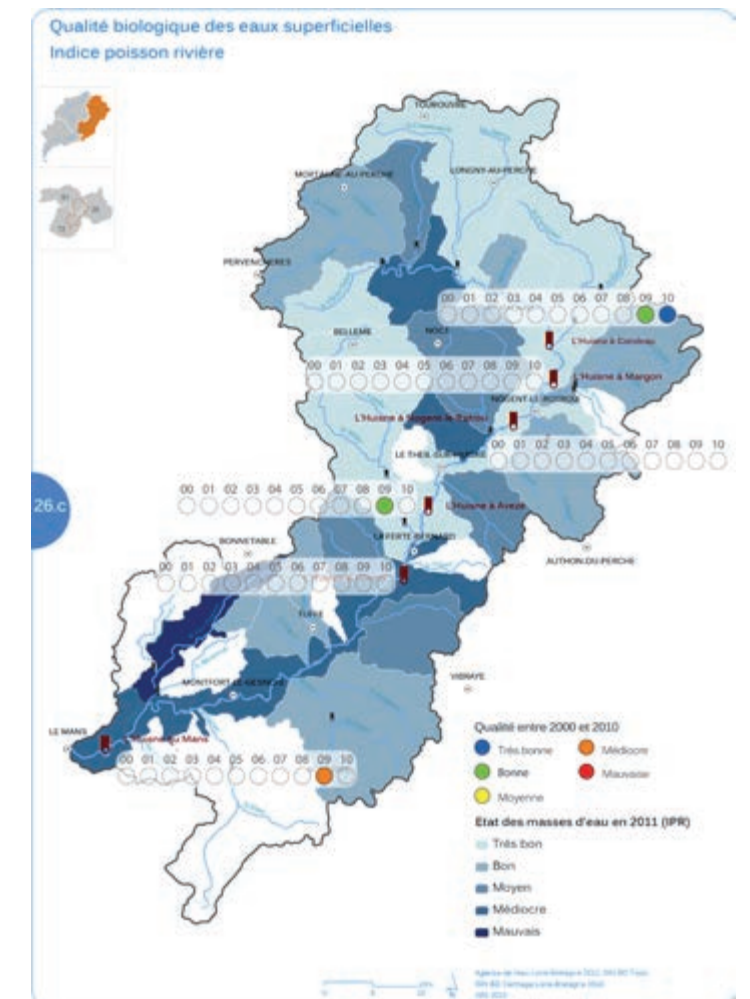 Qualité biologique des eaux superficielles
Indice poisson rivière
TOUROUVRE
MORTAGNE-AU-PERCHE
LONGNY-AU-PERCHE
PERVENCHERES
00 01 02 03 04 05 06 07 08 09 10
BELLEME
NOCE
L'Huisne à Condeau
00 01 02 03 04 05 06 07 08 09 10
L'Huisne à Margon
NOGENT-LE-ROTROU
L'Huisne à Nogent-le-Rotrou
LE THEIL-SUR-HUISNE
00 01 02 03 04 05 06 07 08 09 10
00 01 02 03 04 05 06 07 08 09 10
L'Huisne à Aveze
26.c
BONNETABLE
LA FERTE-BERNARD
AUTHON-DU-PERCHE
00 01 02 03 04 05 06 07 08 09 10
TUFFE
VIBRAYE
MONTFORT-LE-GESNOIS
LE MANS
L'Huisne au Mans
00 01 02 03 04 05 06 07 08 09 10
Qualité entre 2000 et 2010
Très bonne
Médiocre
Bonne
Mauvaise
Moyenne
Etat des masses d'eau en 2011 (IPR)
Très bon
Bon
Moyen
Médiocre
Mauvais